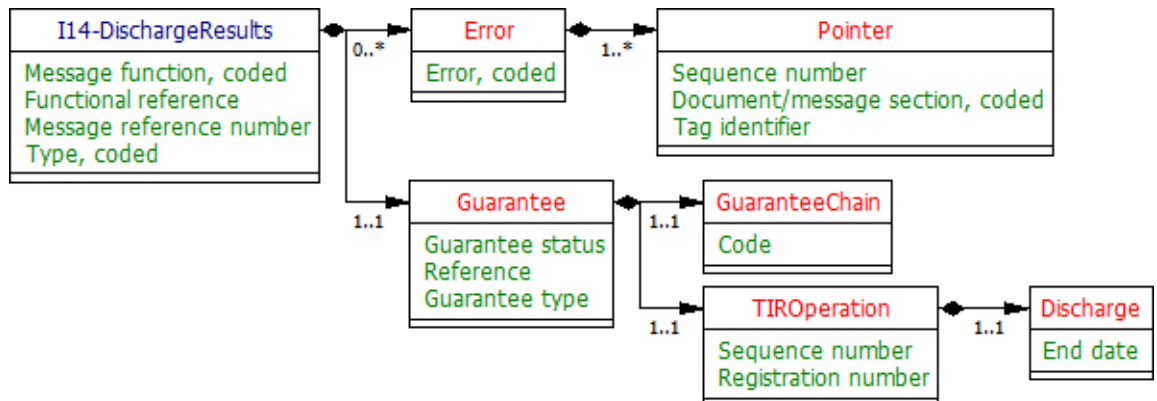 I14-DischargeResults
Message function, coded
Functional reference
Message reference number
Type, coded
0..*
Error
Error, coded
1..*
Pointer
Sequence number
Document/message section, coded
Tag identifier
1..1
Guarantee
Guarantee status
Reference
Guarantee type
1..1
GuaranteeChain
Code
1..1
TIROperation
Sequence number
Registration number
1..1
Discharge
End date